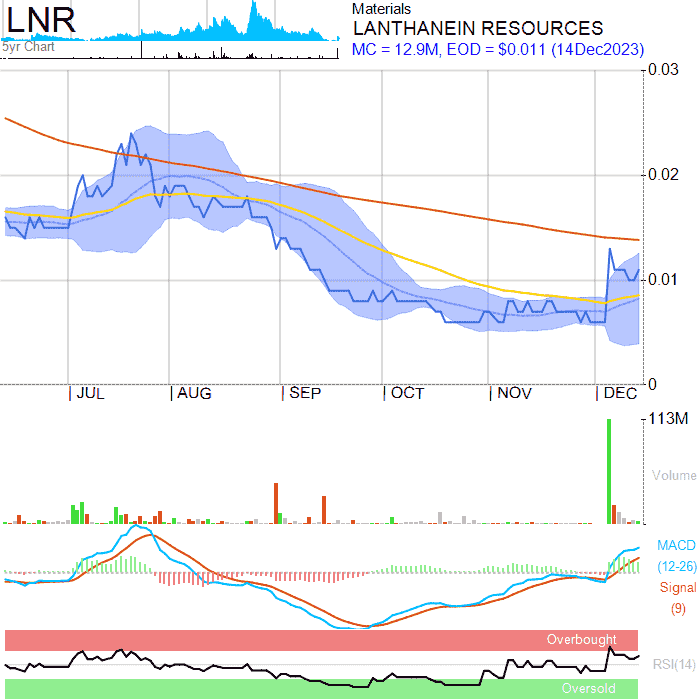 LNR
5yr Chart
Materials
LANTHANEIN RESOURCES
MC = 12.9M, EOD = $0.011 (14Dec2023)
0.03
0.02
0.01
0
JUL AUG SEP OCT NOV DEC
113M
Volume
MACD
(12-26)
Signal
(9)
Overbought
RSI(14)
Oversold